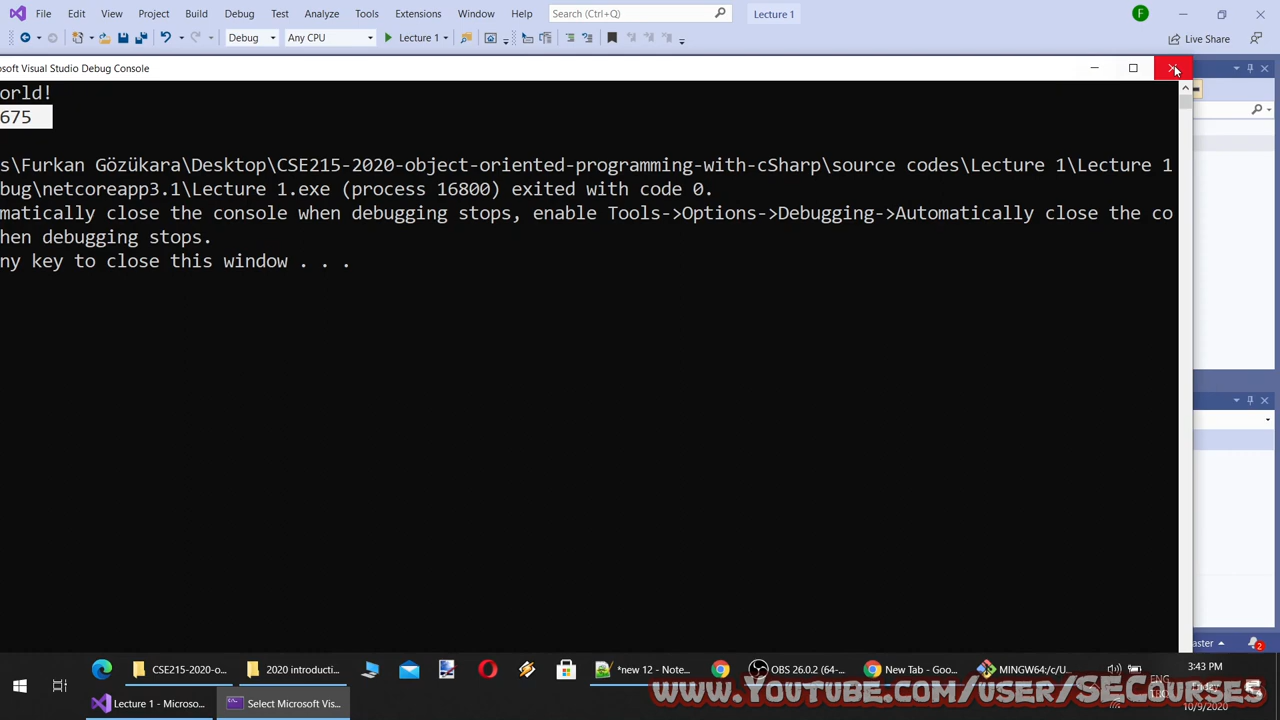 File Edit View Project Build Debug Test Analyze Tools Extensions Window Help Search (Ctrl+Q) Lecture 1 F
Debug Any CPU Lecture 1 Live Share
osoft Visual Studio Debug Console
orld!
675
s\Furkan Gözükara\Desktop\CSE215-2020-object-oriented-programming-with-cSharp\source codes\Lecture 1\Lecture 1
bug\netcoreapp3.1\Lecture 1.exe (process 16800) exited with code 0.
matically close the console when debugging stops, enable Tools->Options->Debugging->Automatically close the co
hen debugging stops.
ny key to close this window . . .
aster 2
CSE215-2020-o... 2020 introducti... *new 12 - Note... OBS 26.0.2 (64-... New Tab - Goo... MINGW64:/c/U... ENG 3:43 PM
Lecture 1 - Microso... Select Microsoft Vis... 10/9/2020
www.Youtube.com/user/SECourses